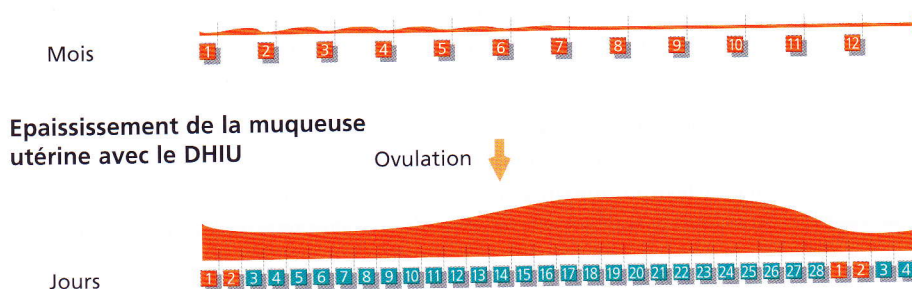 Mois
1 2 3 4 5 6 7 8 9 10 11 12
Epaississement de la muqueuse
utérine avec le DHIU
Ovulation
Jours
1 2 3 4 5 6 7 8 9 10 11 12 13 14 15 16 17 18 19 20 21 22 23 24 25 26 27 28 1 2 3 4